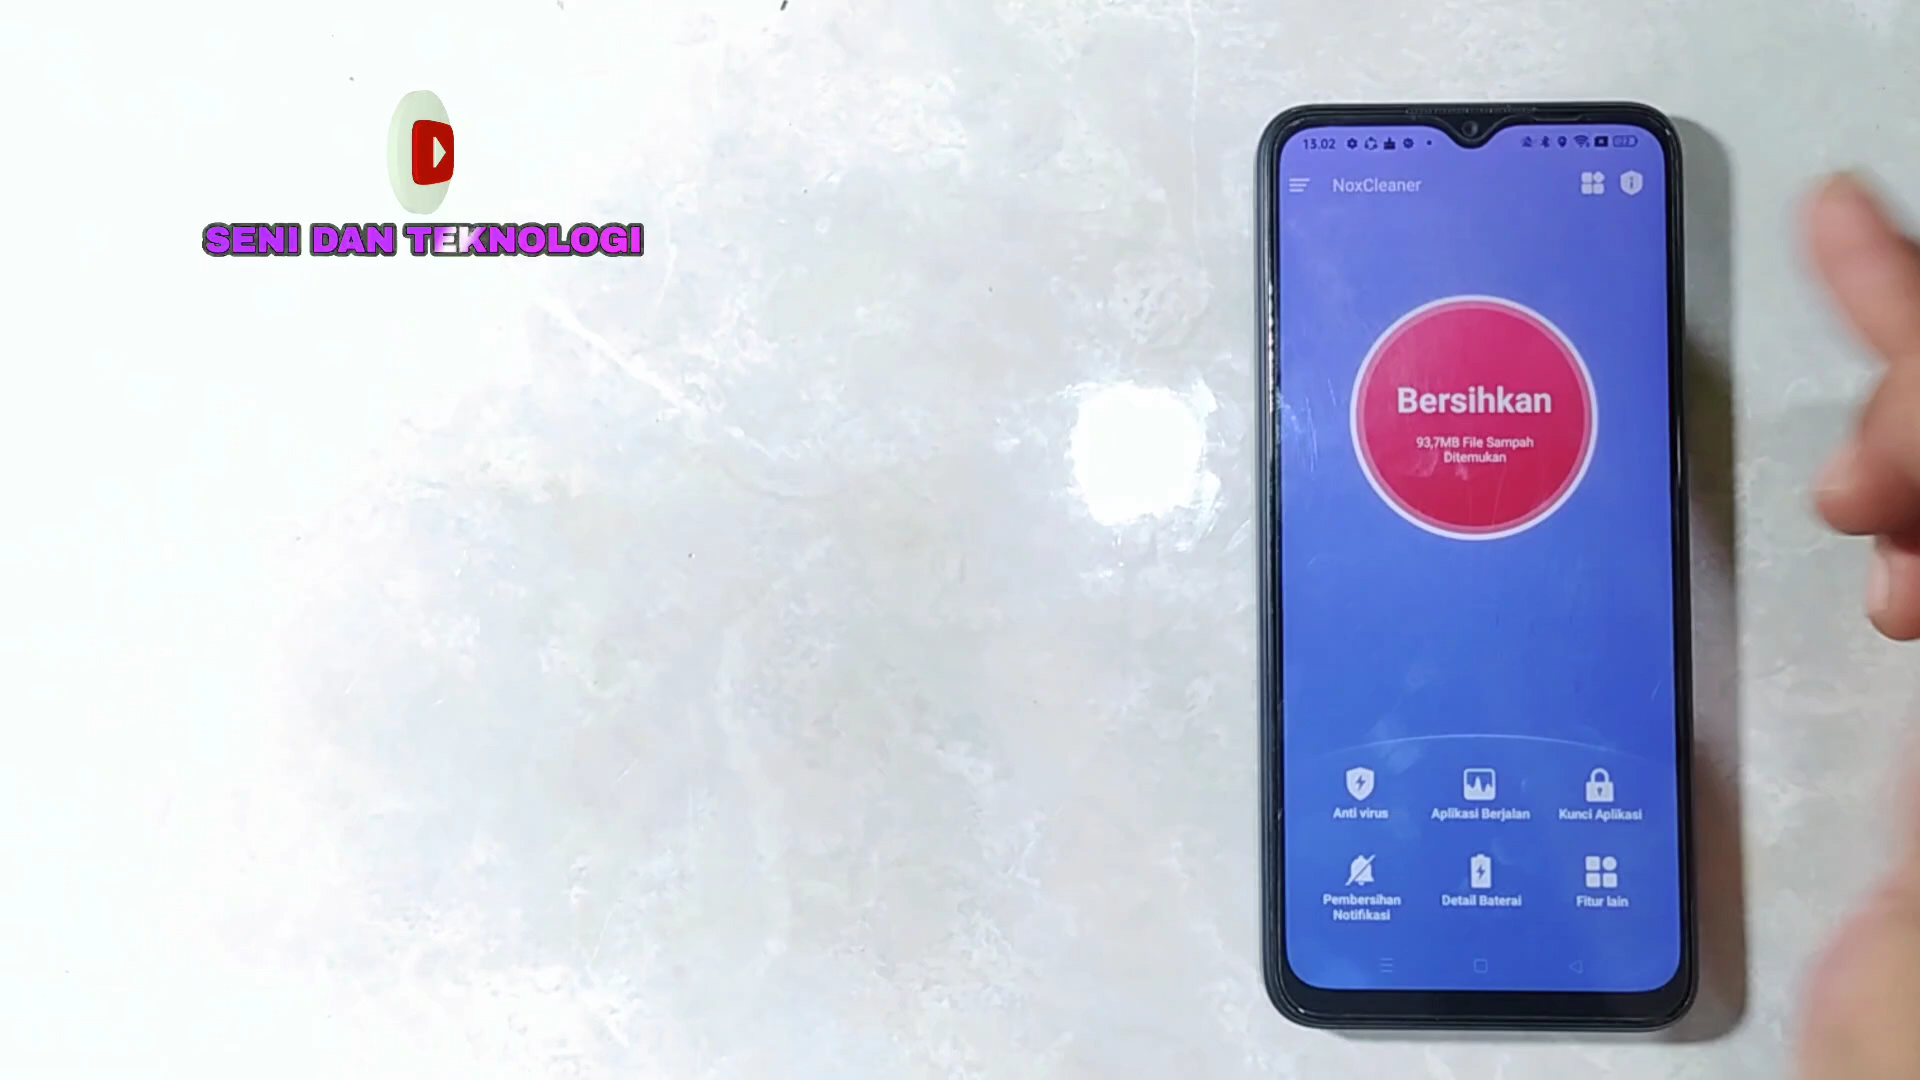 SENI DAN TEKNOLOGI
13.02
NoxCleaner
Bersihkan
93,7MB File Sampah
Ditemukan
Anti virus
Aplikasi Berjalan
Kunci Aplikasi
Pembersihan
Notifikasi
Detail Baterai
Fitur lain